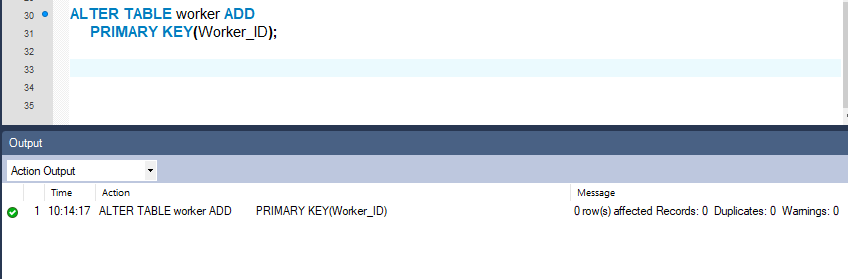 30 ALTER TABLE worker ADD
31 PRIMARY KEY(Worker_ID);
32
33
34
35
Output
Action Output
Time Action Message
1 10:14:17 ALTER TABLE worker ADD PRIMARY KEY(Worker_ID) 0 row(s) affected Records: 0 Duplicates: 0 Warnings: 0